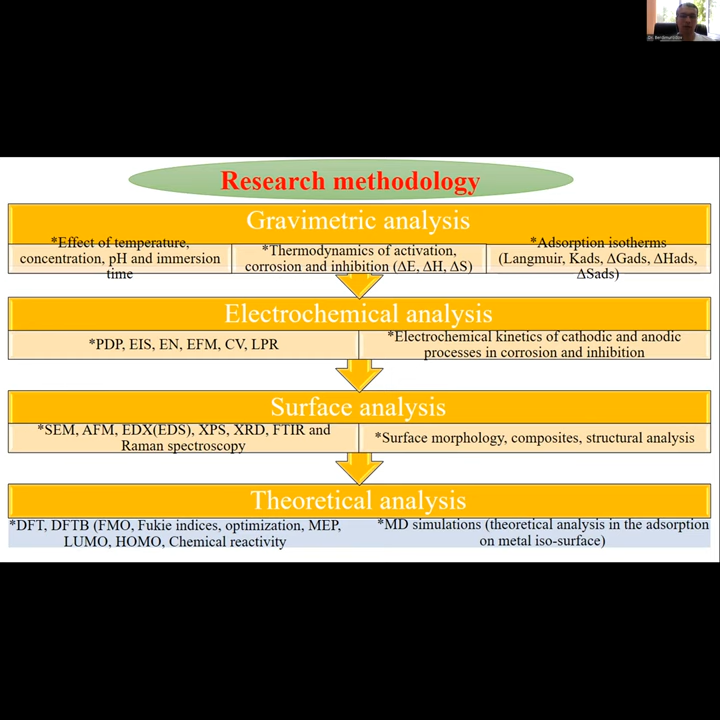 Dr. Berdimurodov
Research methodology
Gravimetric analysis
*Effect of temperature,
concentration, pH and immersion
time
*Thermodynamics of activation,
corrosion and inhibition (ΔE, ΔH, ΔS)
*Adsorption isotherms
(Langmuir, Kads, ΔGads, ΔHads,
ΔSads)
Electrochemical analysis
*PDP, EIS, EN, EFM, CV, LPR
*Electrochemical kinetics of cathodic and anodic
processes in corrosion and inhibition
Surface analysis
*SEM, AFM, EDX(EDS), XPS, XRD, FTIR and
Raman spectroscopy
*Surface morphology, composites, structural analysis
Theoretical analysis
*DFT, DFTB (FMO, Fukie indices, optimization, MEP,
LUMO, HOMO, Chemical reactivity
*MD simulations (theoretical analysis in the adsorption
on metal iso-surface)